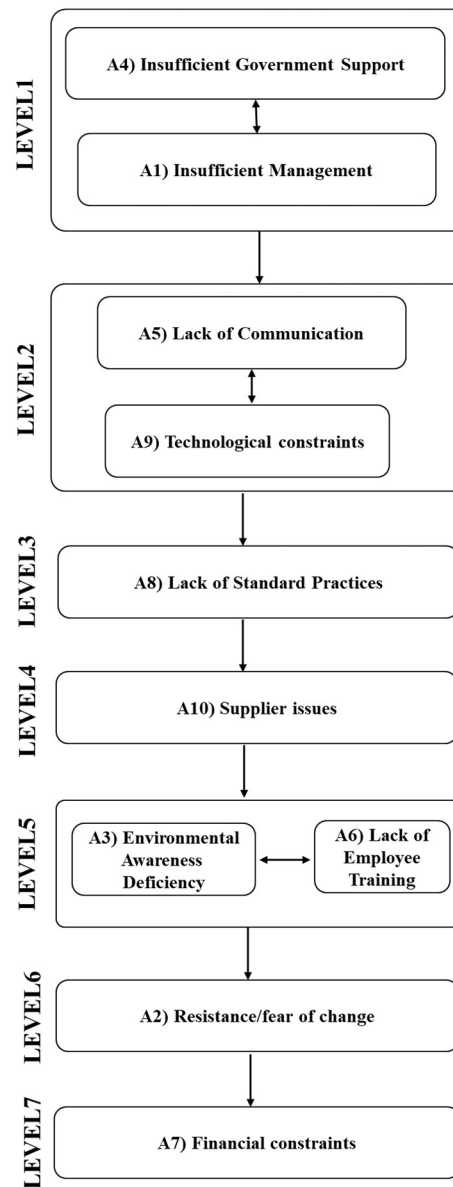 LEVEL1
A4) Insufficient Government Support
A1) Insufficient Management
LEVEL2
A5) Lack of Communication
A9) Technological constraints
LEVEL3
A8) Lack of Standard Practices
LEVEL4
A10) Supplier issues
LEVEL5
A3) Environmental
Awareness
Deficiency
A6) Lack of
Employee
Training
LEVEL6
A2) Resistance/fear of change
LEVEL7
A7) Financial constraints